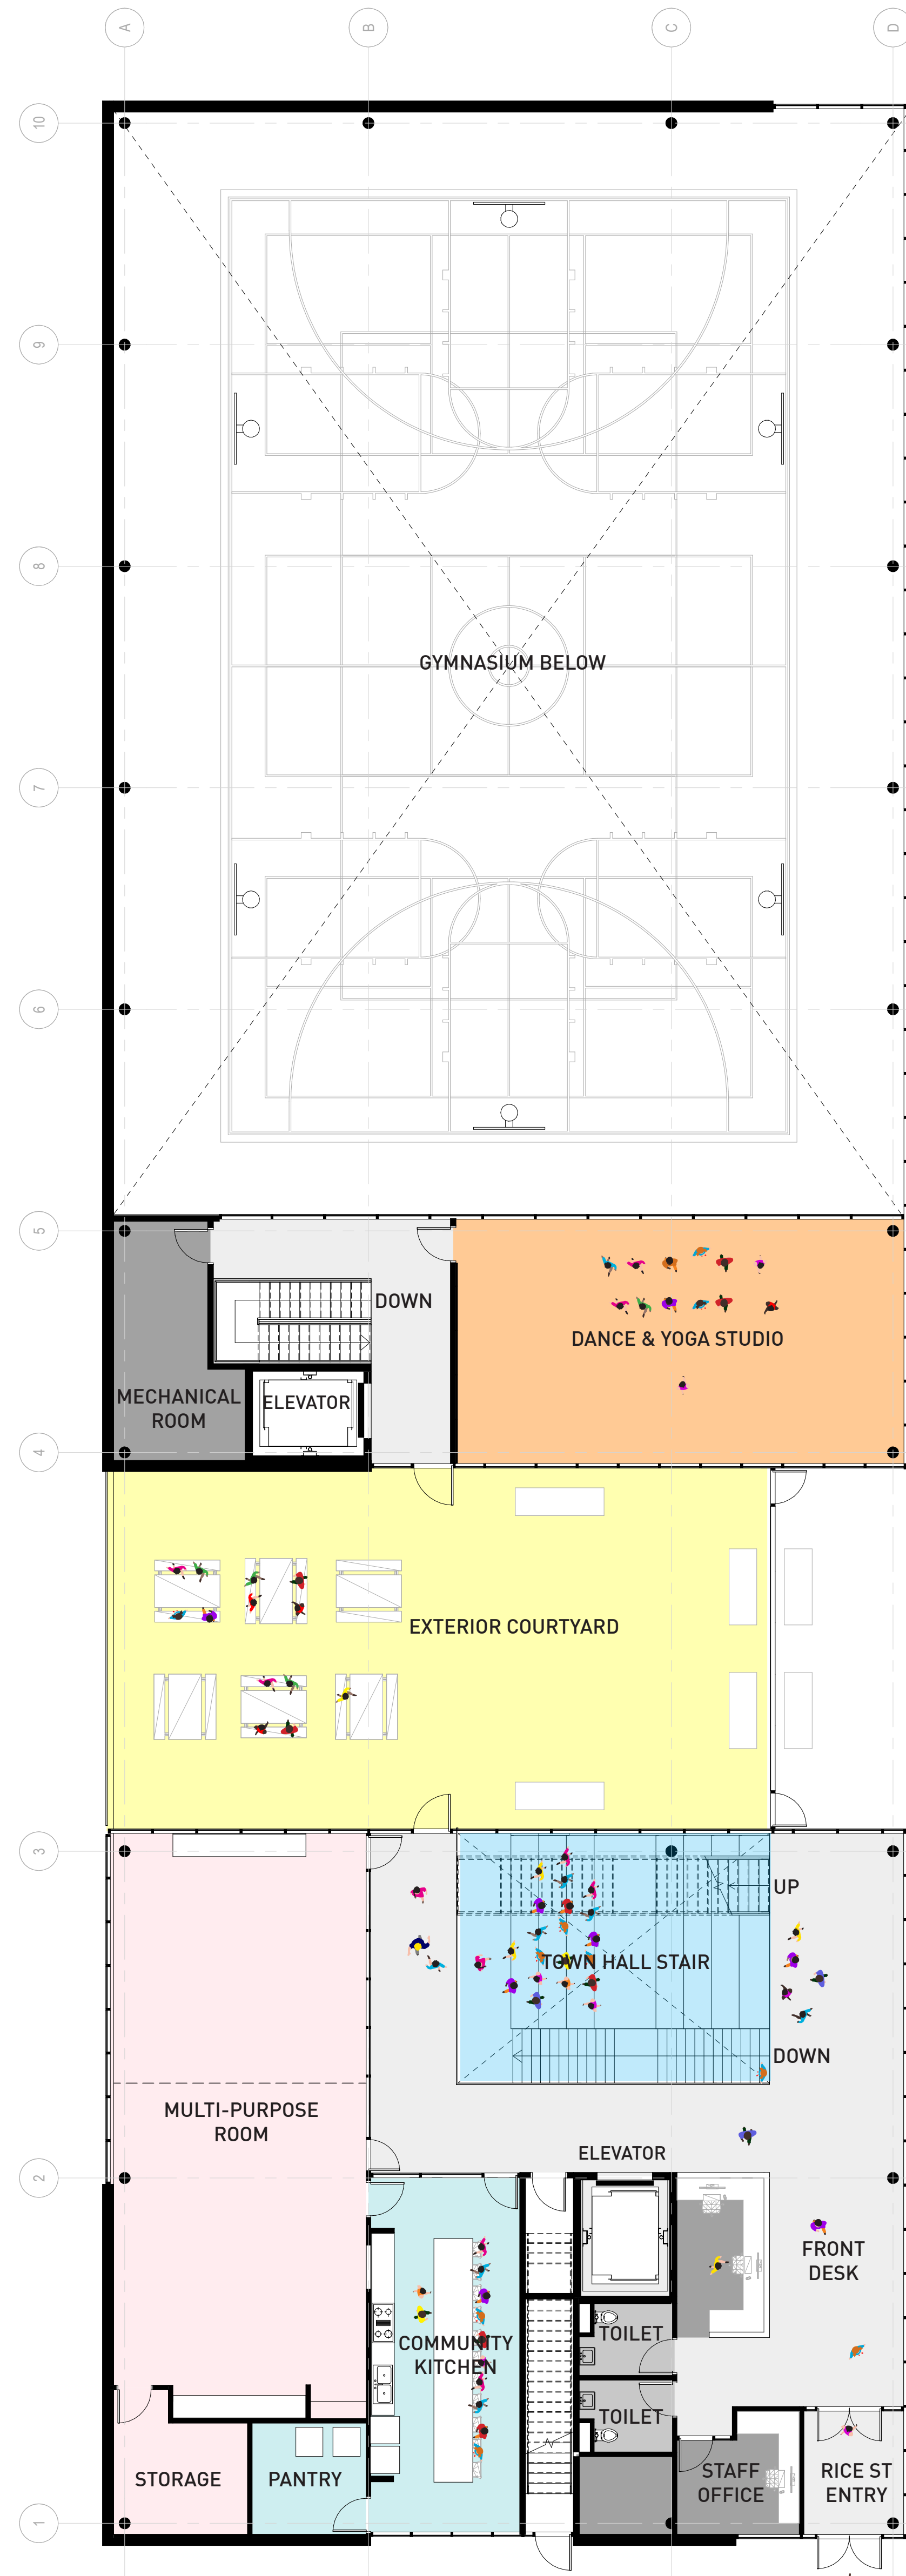 A
B
C
D
10
9
8
GYMNASIUM BELOW
7
6
5
DOWN
DANCE & YOGA STUDIO
MECHANICAL
ROOM
ELEVATOR
4
EXTERIOR COURTYARD
3
UP
TOWN HALL STAIR
DOWN
MULTI-PURPOSE
ROOM
ELEVATOR
2
FRONT
DESK
TOILET
COMMUNITY
KITCHEN
TOILET
STORAGE
PANTRY
STAFF
OFFICE
RICE ST
ENTRY
1